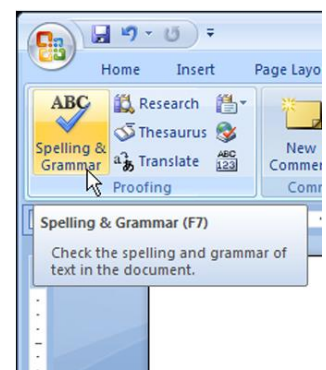 Home Insert Page Layo
ABC Research
Thesaurus
Spelling & New
Grammar Translate ABC 123 Commen
Proofing Comm
Spelling & Grammar (F7)
Check the spelling and grammar of
text in the document.